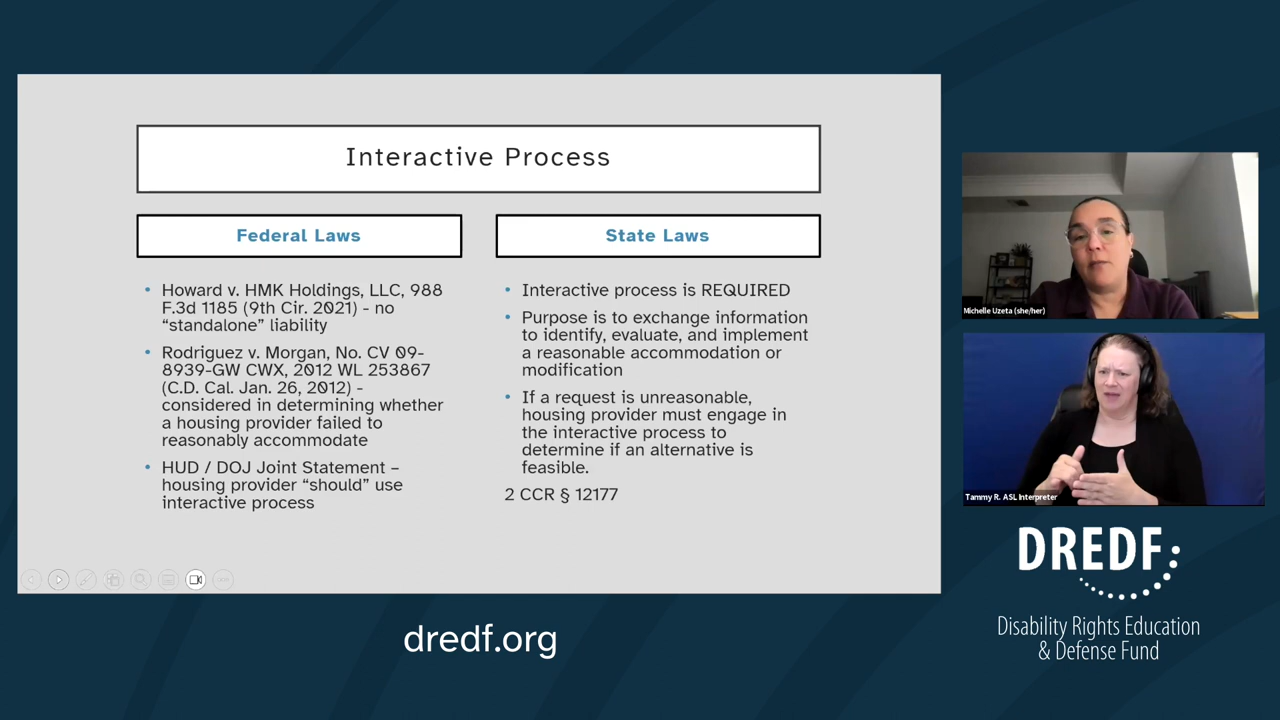 Interactive Process
Federal Laws
• Howard v. HMK Holdings, LLC, 988
F.3d 1185 (9th Cir. 2021) - no
“standalone” liability
• Rodriguez v. Morgan, No. CV 09-
8939-GW CWX, 2012 WL 253867
(C.D. Cal. Jan. 26, 2012) -
considered in determining whether
a housing provider failed to
reasonably accommodate
• HUD / DOJ Joint Statement –
housing provider “should” use
interactive process
State Laws
• Interactive process is REQUIRED
• Purpose is to exchange information
to identify, evaluate, and implement
a reasonable accommodation or
modification
• If a request is unreasonable,
housing provider must engage in
the interactive process to
determine if an alternative is
feasible.
2 CCR § 12177
Michelle Uzeta (she/her)
Tammy R. ASL Interpreter
DREDF
Disability Rights Education
& Defense Fund
dredf.org